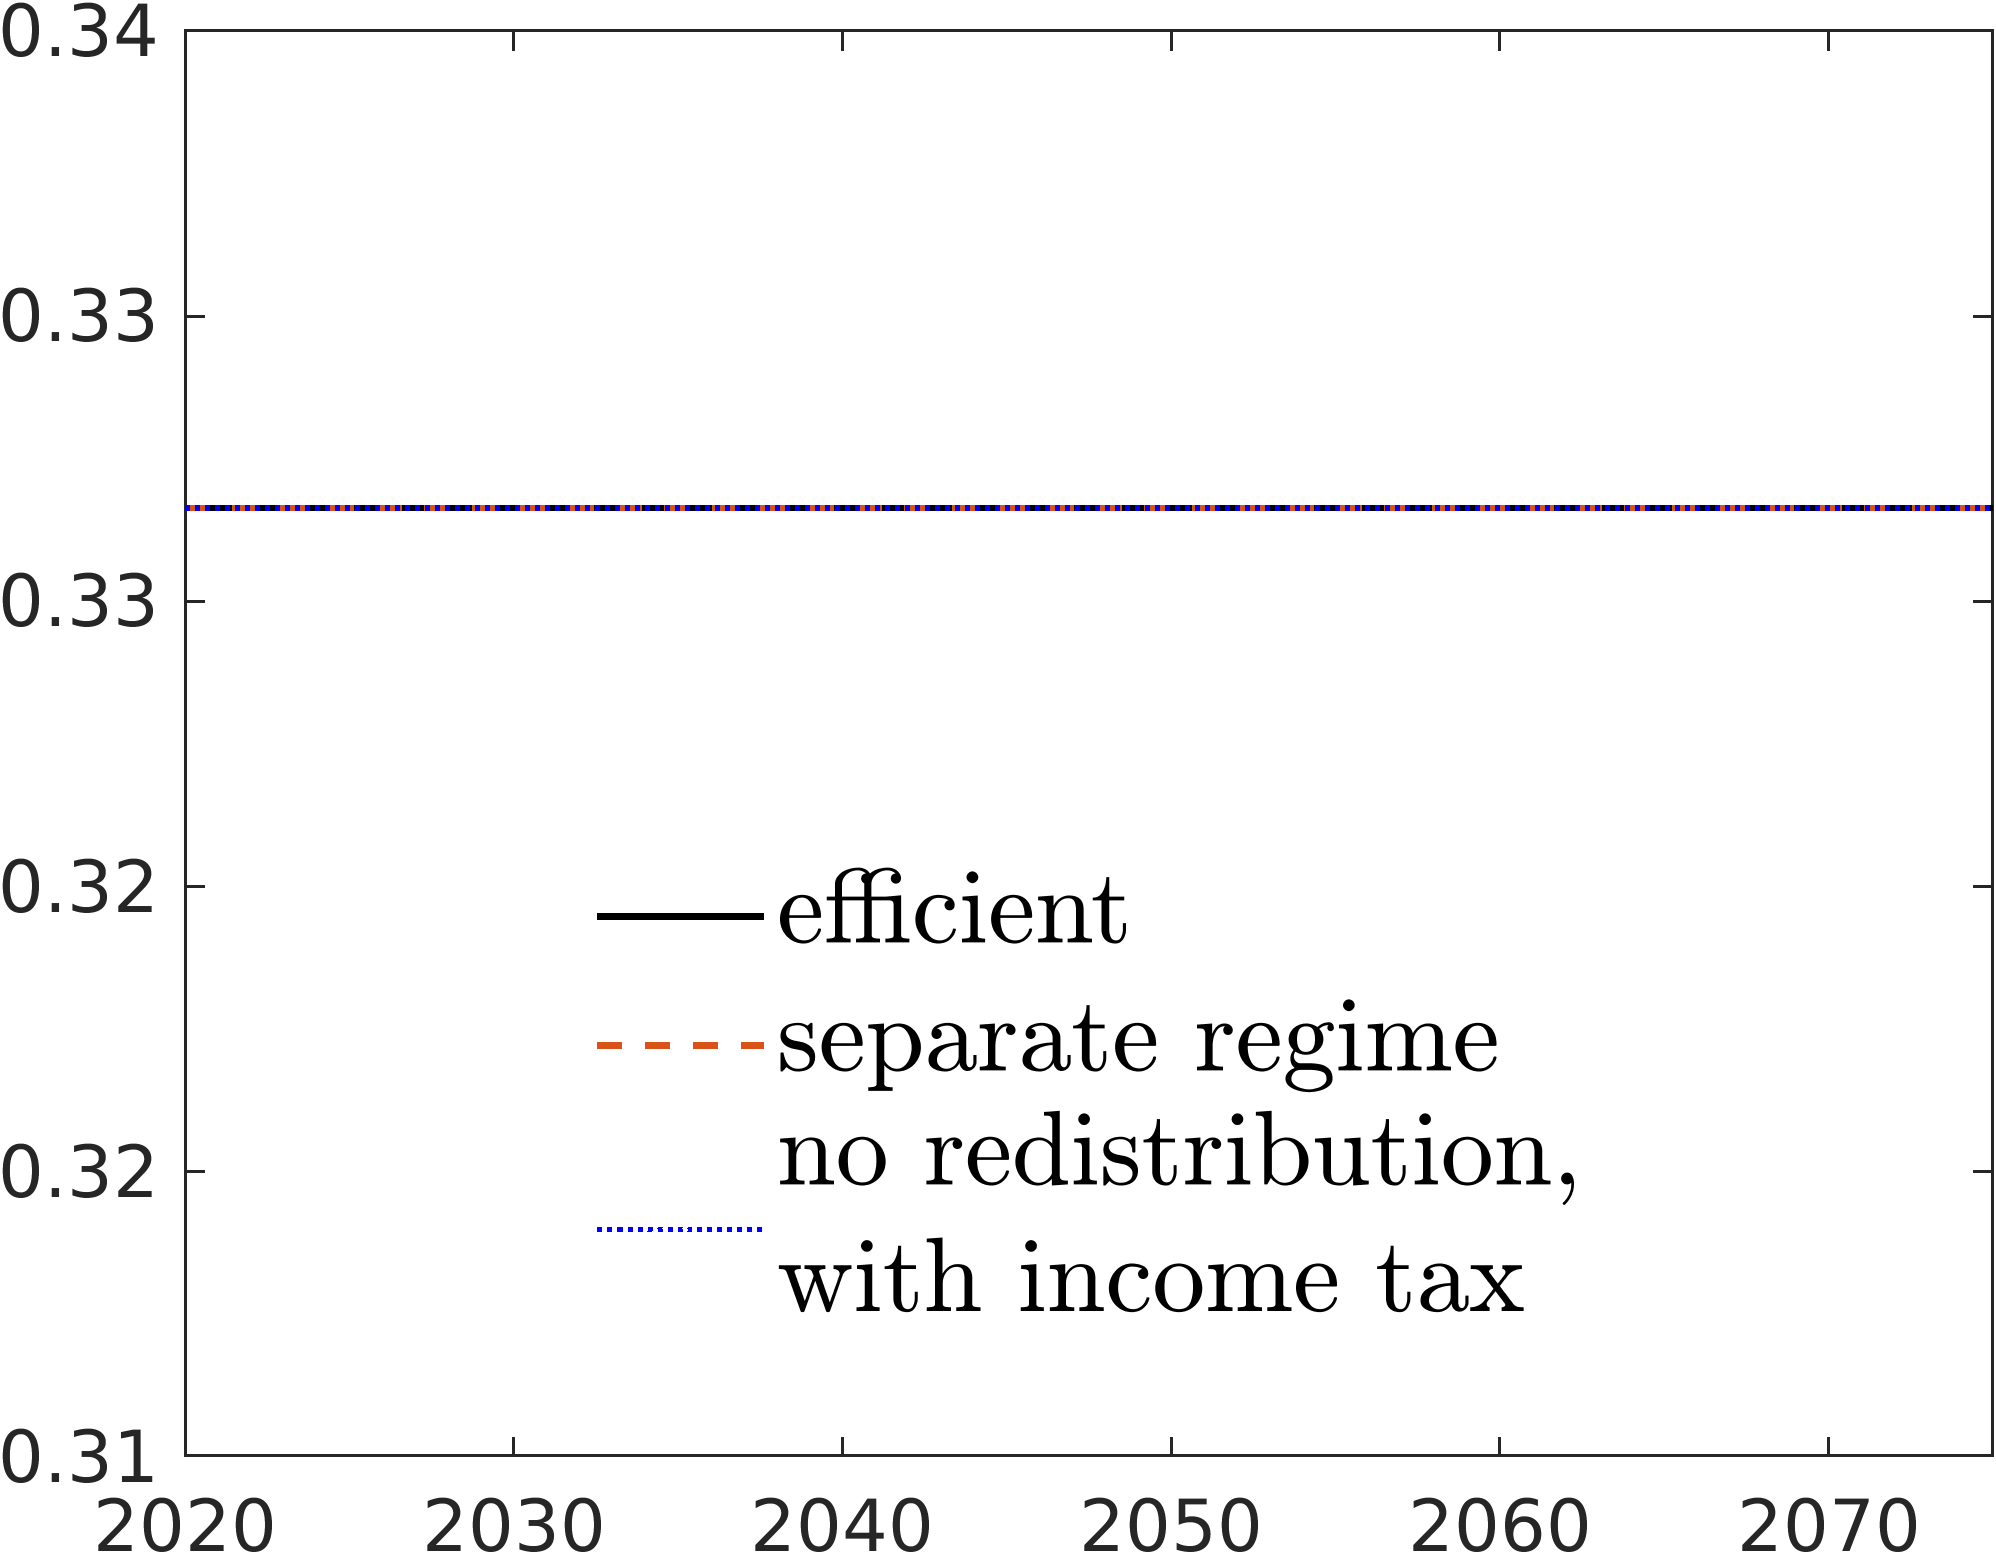 0.34
0.33
0.33
0.32
0.32
0.31
2020 2030 2040 2050 2060 2070
efficient
separate regime
no redistribution,
with income tax